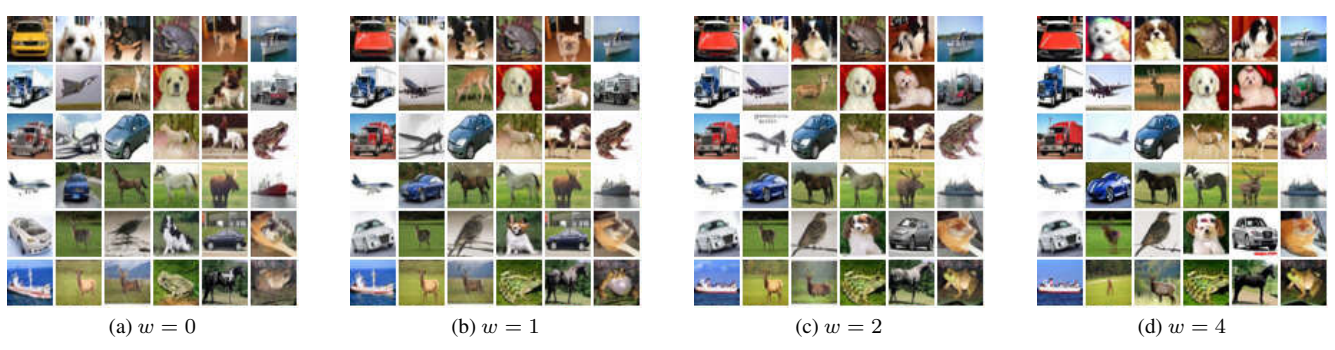 (a) w = 0
(b) w = 1
(c) w = 2
(d) w = 4